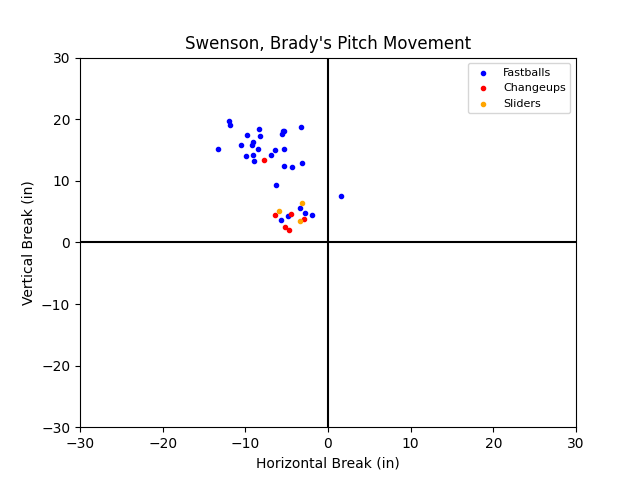 Swenson, Brady's Pitch Movement
Fastballs
Changeups
Sliders
30
20
10
0
−10
−20
−30
Vertical Break (in)
−30
−20
−10
0
10
20
30
Horizontal Break (in)